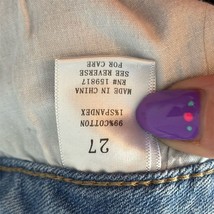 27
99%COTTON
1%SPANDEX
MADE IN CHINA
RN# 159817
SEE REVERSE
FOR CARE